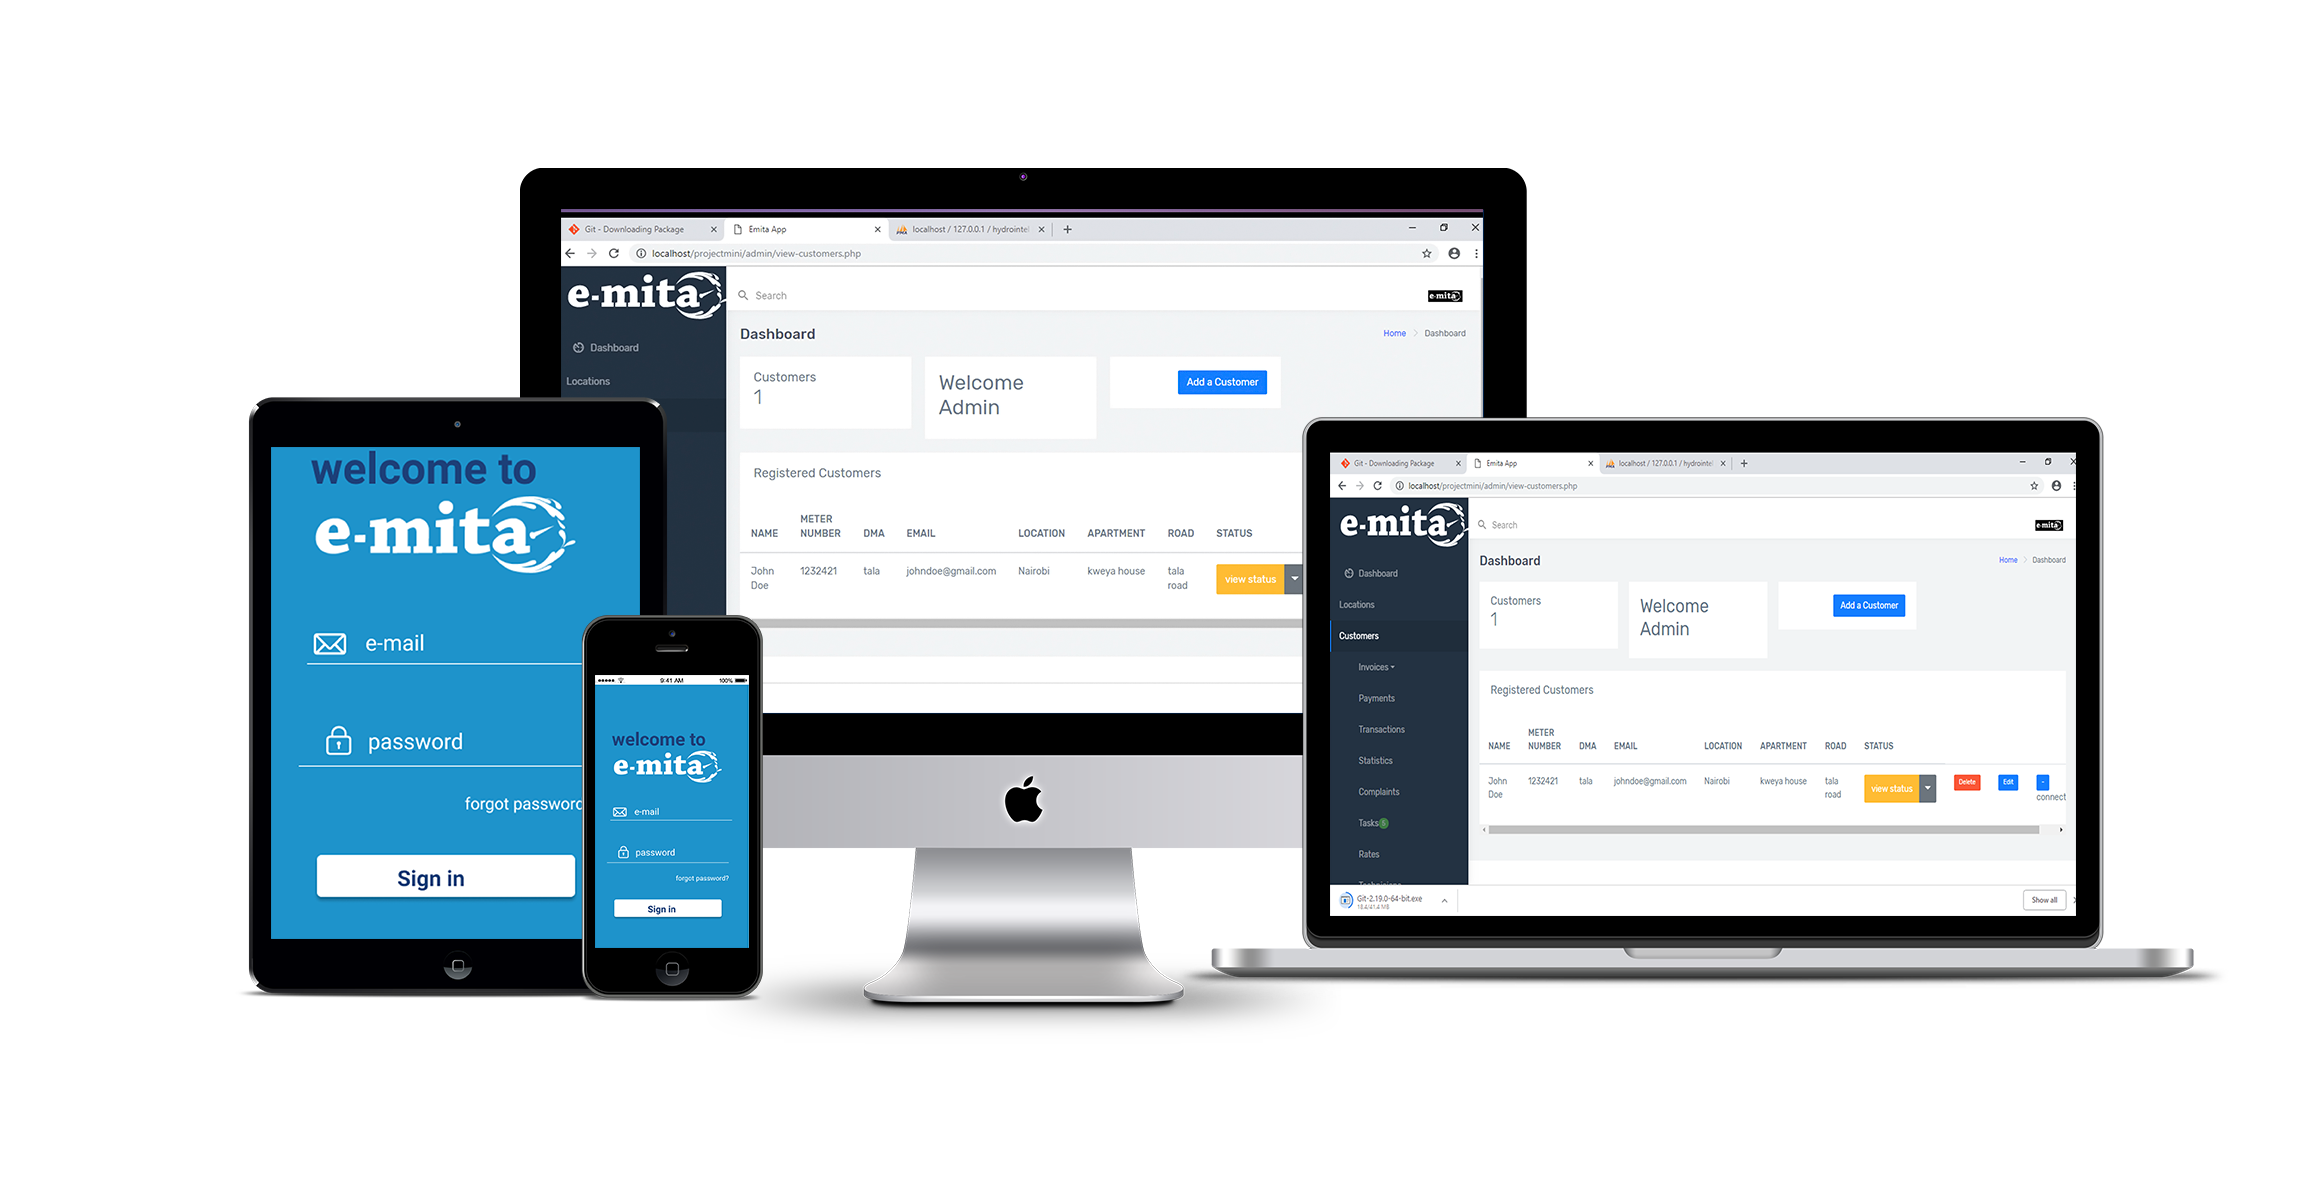 Git - Downloading Package
Emita App
localhost / 127.0.0.1 / hydrointel
localhost/projectmini/admin/view-customers.php
e-mita
Search
e-mita
Dashboard
Home
Dashboard
Dashboard
Locations
Customers
1
Welcome
Admin
Add a Customer
Registered Customers
NAME
METER
NUMBER
DMA
EMAIL
LOCATION
APARTMENT
ROAD
STATUS
John
Doe
1232421
tala
johndoe@gmail.com
Nairobi
kweya house
tala
road
view status
welcome to
e-mita
e-mail
password
forgot password
Sign in
9:41 AM
100%
welcome to
e-mita
e-mail
password
forgot password?
Sign in
Git - Downloading Package
Emita App
localhost / 127.0.0.1 / hydrointel
localhost/projectmini/admin/view-customers.php
e-mita
Search
e-mita
Dashboard
Home
Dashboard
Dashboard
Locations
Customers
Invoices
Payments
Transactions
Statistics
Complaints
Tasks 5
Rates
Technicians
Customers
1
Welcome
Admin
Add a Customer
Registered Customers
NAME
METER
NUMBER
DMA
EMAIL
LOCATION
APARTMENT
ROAD
STATUS
John
Doe
1232421
tala
johndoe@gmail.com
Nairobi
kweya house
tala
road
view status
Delete
Edit
-
connect
Git-2.19.0-64-bit.exe
18.4/41.4 MB
Show all